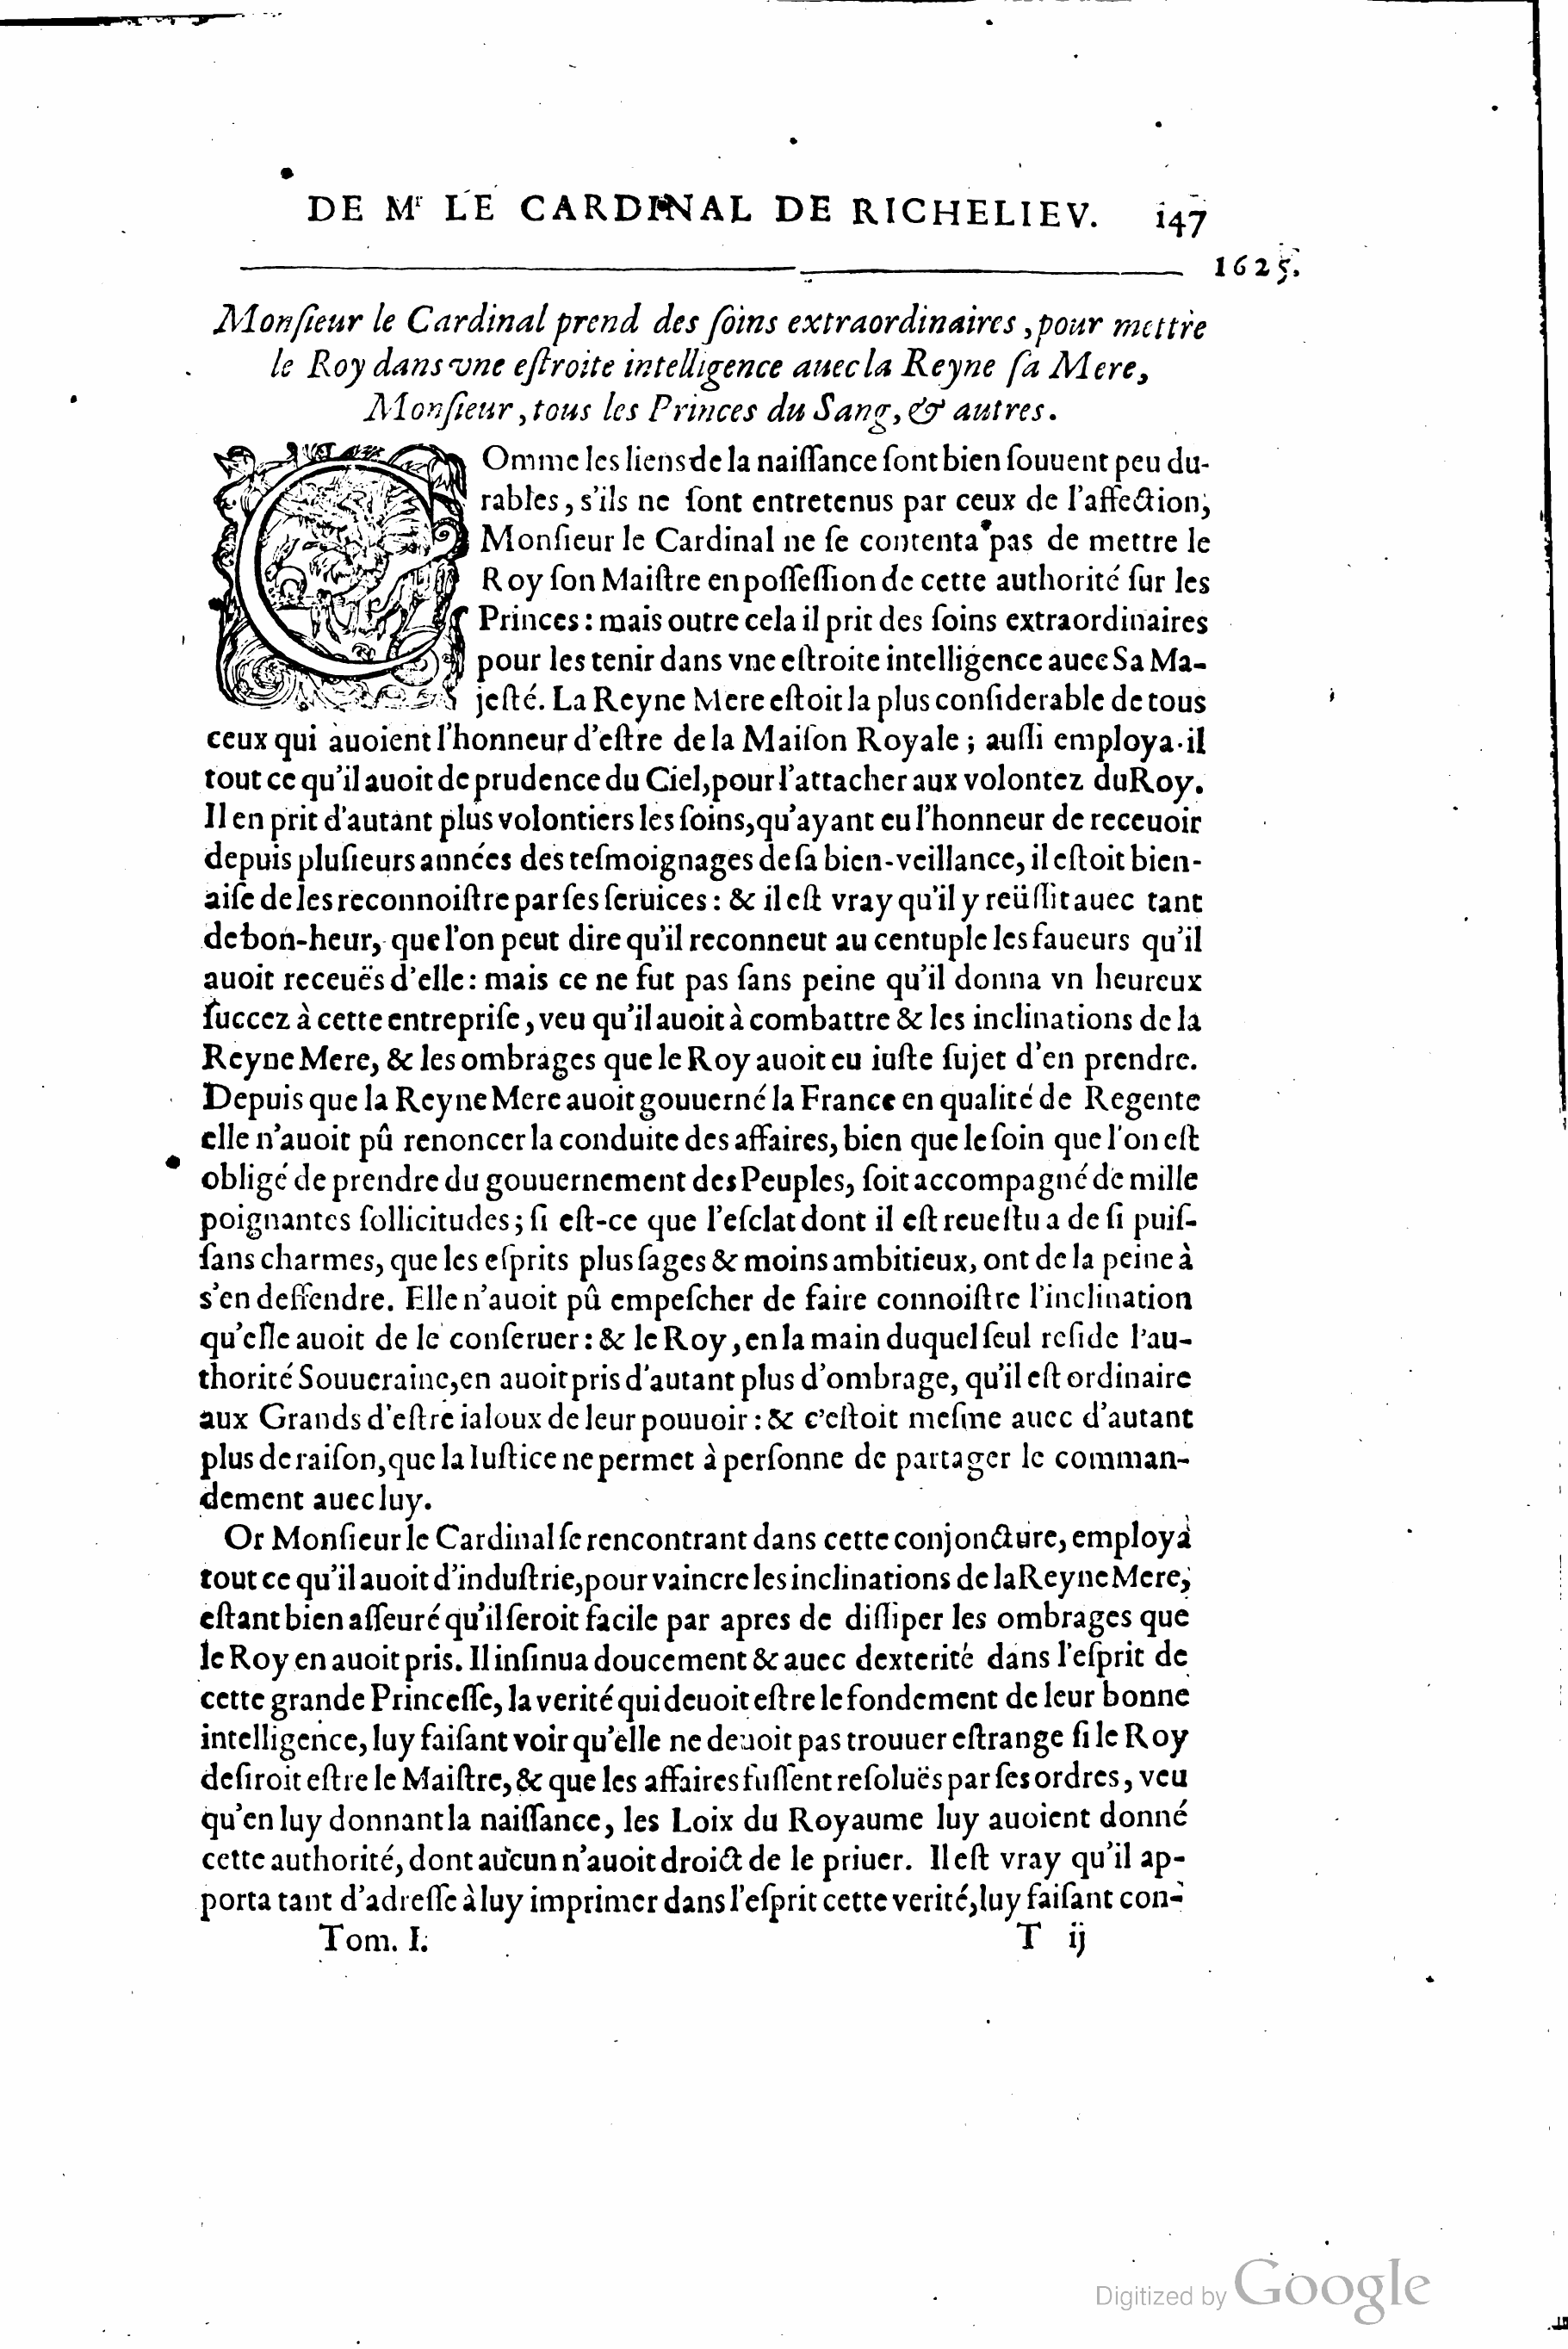 DE Mr LE CARDINAL DE RICHELIEV. 147
1625.
Monſieur le Cardinal prend des ſoins extraordinaires, pour mettre
le Roy dans vne eſtroite intelligence auec la Reyne ſa Mere,
Monſieur, tous les Princes du Sang, & autres.
COmme les liens de la naiſſance ſont bien ſouuent peu du-
rables, s'ils ne ſont entretenus par ceux de l'affection,
Monſieur le Cardinal ne ſe contenta pas de mettre le
Roy ſon Maiſtre en poſſeſſion de cette authorité ſur les
Princes: mais outre cela il prit des ſoins extraordinaires
pour les tenir dans vne eſtroite intelligence auec Sa Ma-
jeſté. La Reyne Mere eſtoit la plus conſiderable de tous
ceux qui auoient l'honneur d'eſtre de la Maiſon Royale; auſſi employa-il
tout ce qu'il auoit de prudence du Ciel, pour l'attacher aux volontez du Roy.
Il en prit d'autant plus volontiers les ſoins, qu'ayant eu l'honneur de receuoir
depuis pluſieurs années des teſmoignages de ſa bien-veillance, il eſtoit bien-
aiſe de les reconnoiſtre par ſes ſeruices: & il eſt vray qu'il y reüſſit auec tant
de bon-heur, que l'on peut dire qu'il reconneut au centuple les faueurs qu'il
auoit receuës d'elle: mais ce ne fut pas ſans peine qu'il donna vn heureux
ſuccez à cette entrepriſe, veu qu'il auoit à combattre & les inclinations de la
Reyne Mere, & les ombrages que le Roy auoit eu iuſte ſujet d'en prendre.
Depuis que la Reyne Mere auoit gouuerné la France en qualité de Regente
elle n'auoit pû renoncer la conduite des affaires, bien que le ſoin que l'on eſt
obligé de prendre du gouuernement des Peuples, ſoit accompagné de mille
poignantes ſollicitudes; ſi eſt-ce que l'eſclat dont il eſt reueſtu a de ſi puiſ-
ſans charmes, que les eſprits plus ſages & moins ambitieux, ont de la peine à
s'en deffendre. Elle n'auoit pû empeſcher de faire connoiſtre l'inclination
qu'elle auoit de le conſeruer: & le Roy, en la main duquel ſeul reſide l'au-
thorité Souueraine, en auoit pris d'autant plus d'ombrage, qu'il eſt ordinaire
aux Grands d'eſtre ialoux de leur pouuoir: & c'eſtoit meſme auec d'autant
plus de raiſon, que la Iuſtice ne permet à perſonne de partager le comman-
dement auec luy.
Or Monſieur le Cardinal ſe rencontrant dans cette conjoncture, employa
tout ce qu'il auoit d'induſtrie, pour vaincre les inclinations de la Reyne Mere,
eſtant bien aſſeuré qu'il ſeroit facile par apres de diſſiper les ombrages que
le Roy en auoit pris. Il inſinua doucement & auec dexterité dans l'eſprit de
cette grande Princeſſe, la verité qui deuoit eſtre le fondement de leur bonne
intelligence, luy faiſant voir qu'elle ne deuoit pas trouuer eſtrange ſi le Roy
deſiroit eſtre le Maiſtre, & que les affaires fuſſent reſoluës par ſes ordres, veu
qu'en luy donnant la naiſſance, les Loix du Royaume luy auoient donné
cette authorité, dont aucun n'auoit droict de le priuer. Il eſt vray qu'il ap-
porta tant d'adreſſe à luy imprimer dans l'eſprit cette verité, luy faiſant con-
Tom. I. T ij
Digitized by Google